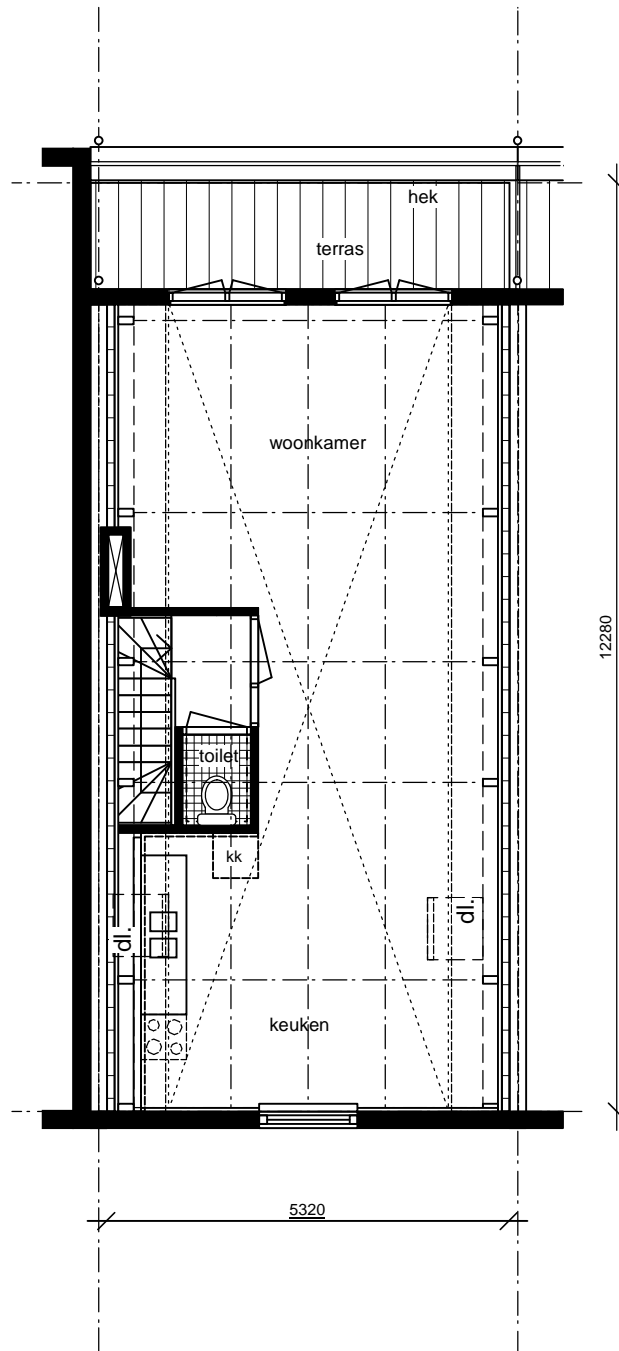 hek
terras
woonkamer
12280
toilet
kk
dl.
dl.
keuken
5320